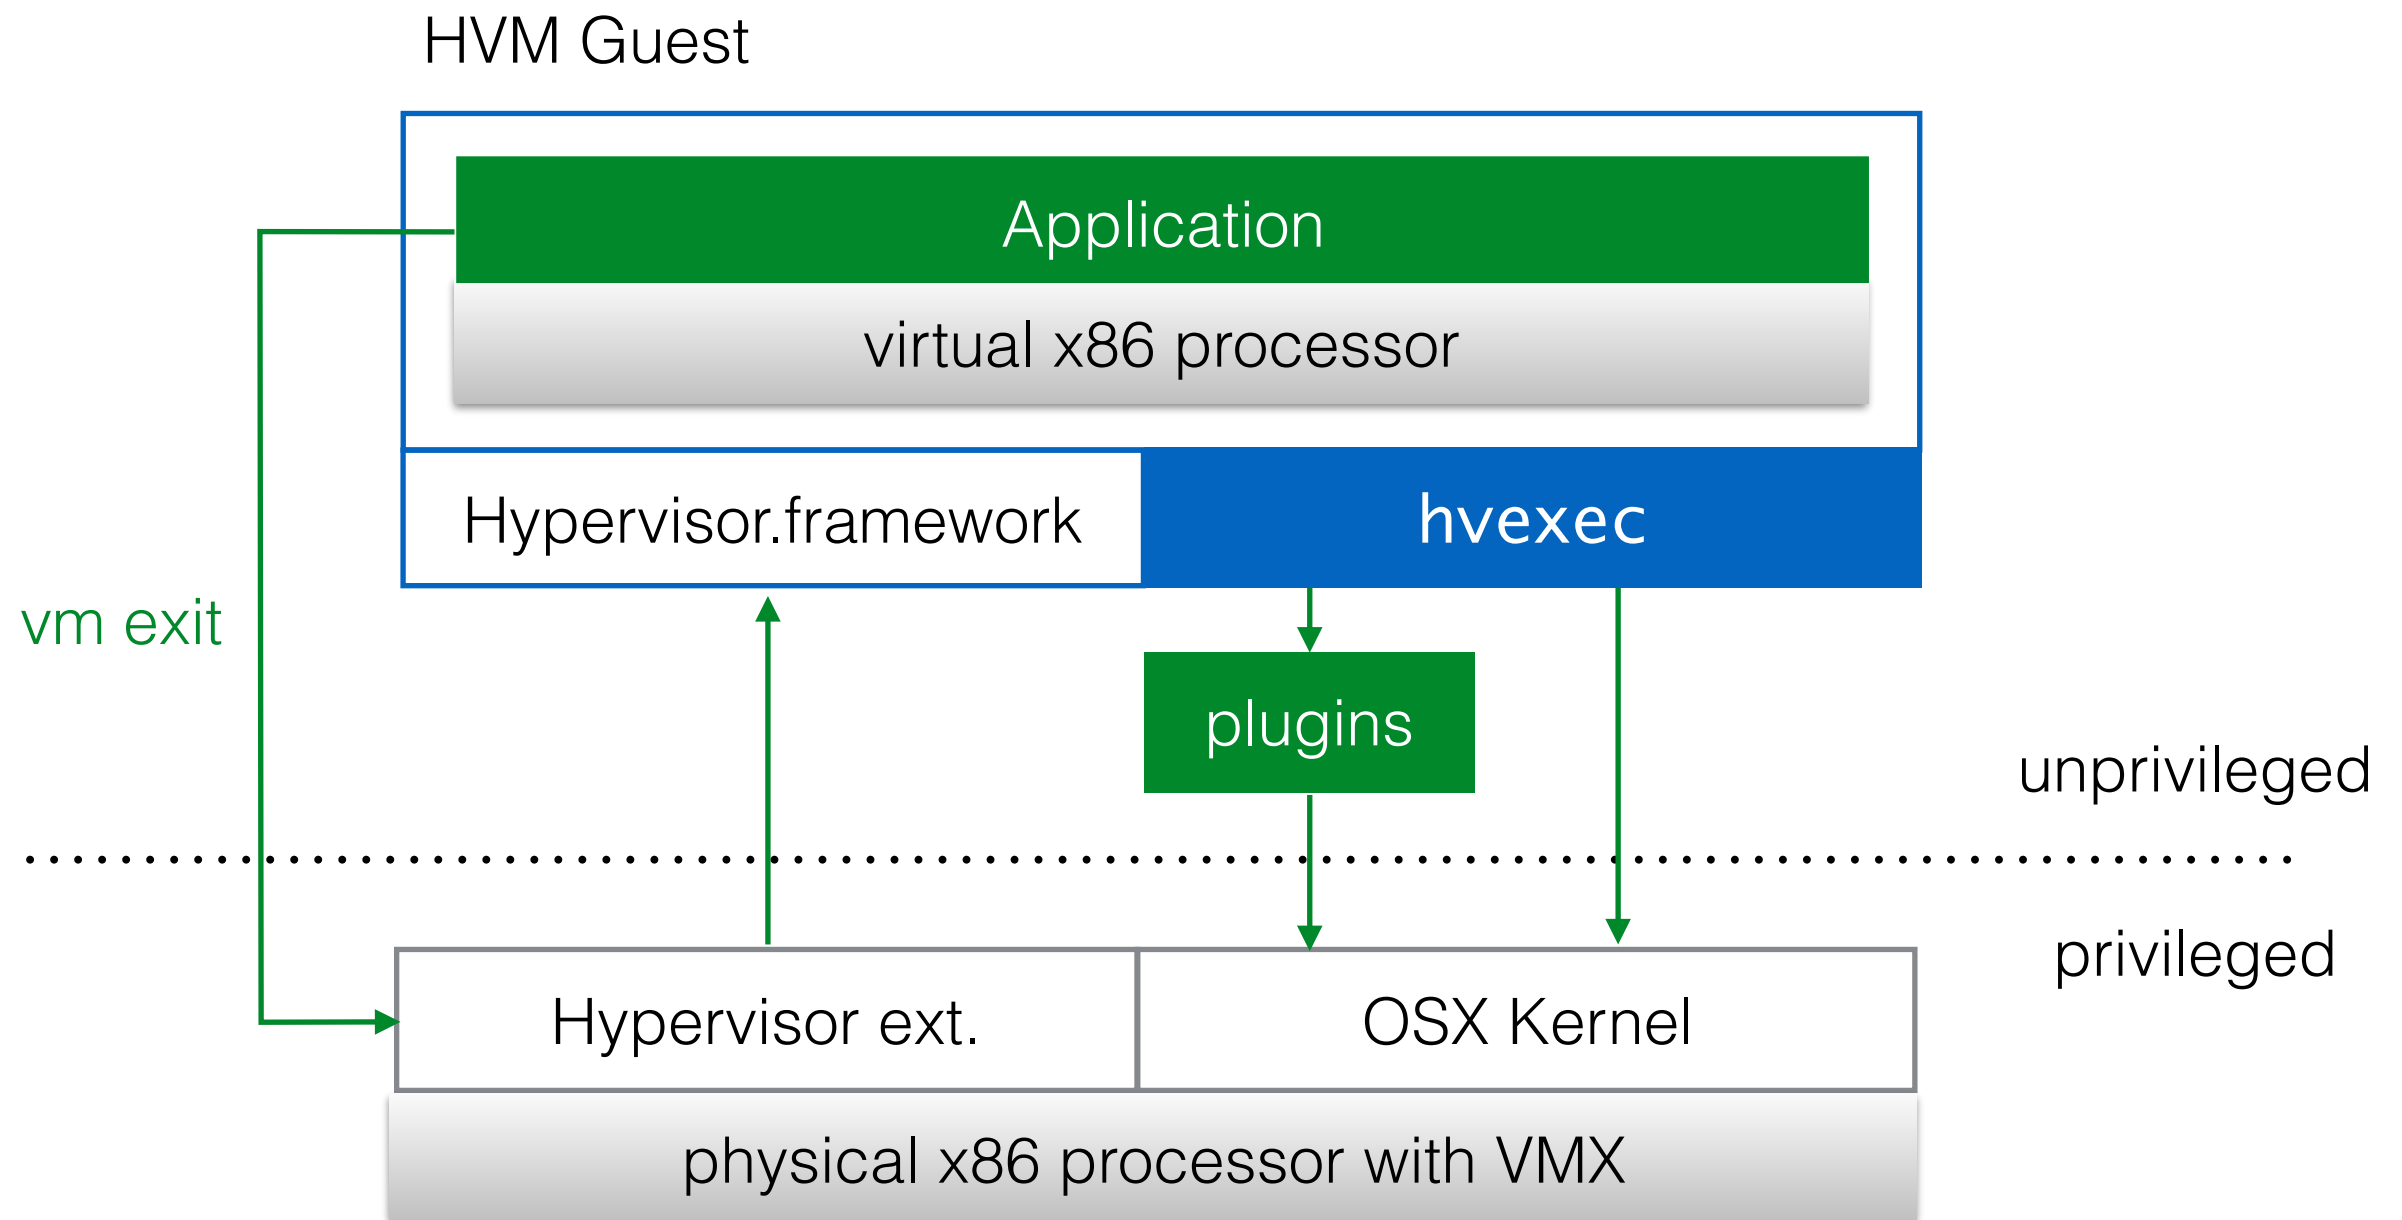 HVM Guest
Application
virtual x86 processor
Hypervisor.framework
hvexec
vm exit
plugins
unprivileged
privileged
Hypervisor ext.
OSX Kernel
physical x86 processor with VMX